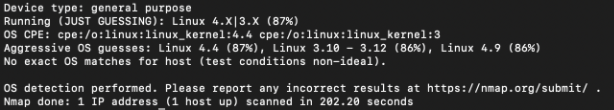 Device type: general purpose
Running (JUST GUESSING): Linux 4.X|3.X (87%)
OS CPE: cpe:/o:linux:linux_kernel:4.4 cpe:/o:linux:linux_kernel:3
Aggressive OS guesses: Linux 4.4 (87%), Linux 3.10 - 3.12 (86%), Linux 4.9 (86%)
No exact OS matches for host (test conditions non-ideal).
OS detection performed. Please report any incorrect results at https://nmap.org/submit/ .
Nmap done: 1 IP address (1 host up) scanned in 202.20 seconds